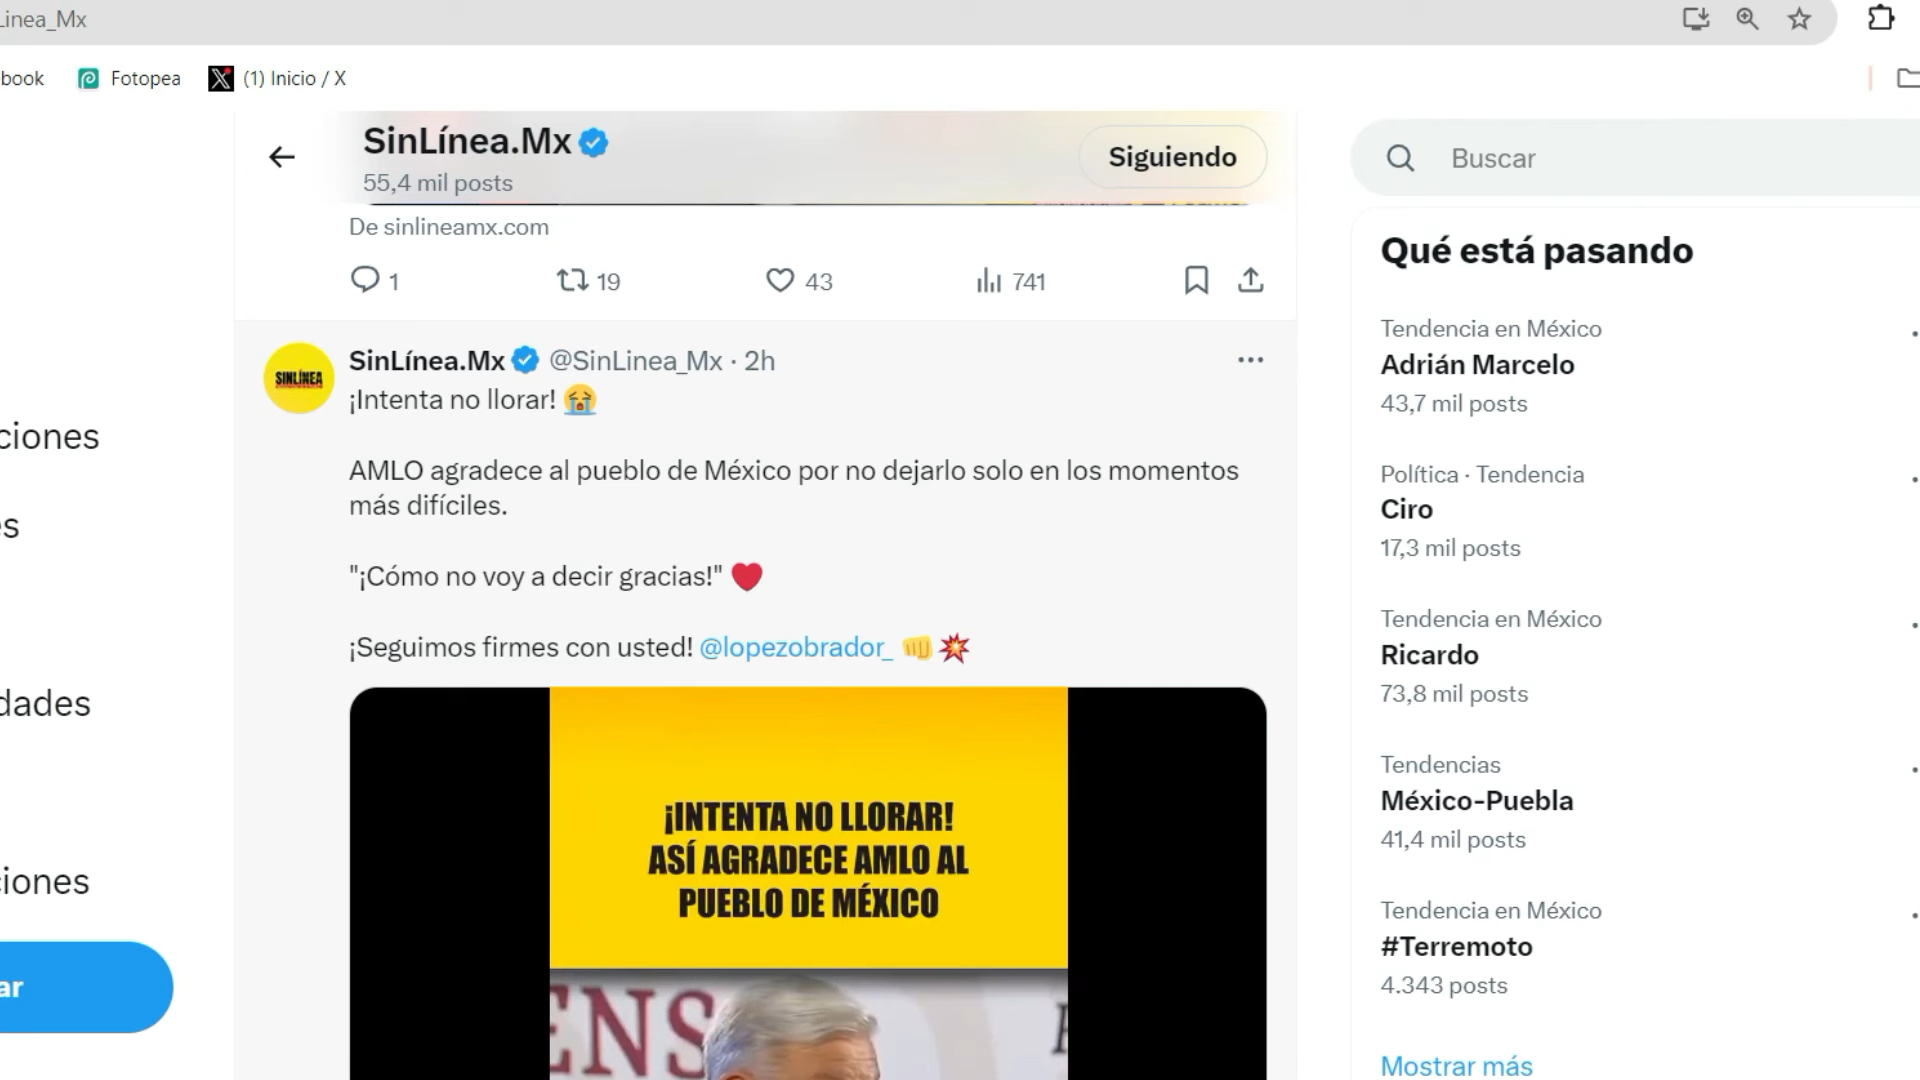 Linea_Mx
book
Fotopea
(1) Inicio / X
SinLínea.Mx
55,4 mil posts
Siguiendo
De sinlineamx.com
1
19
43
741
SINLÍNEA
SinLínea.Mx @SinLinea_Mx · 2h
¡Intenta no llorar! 😭
AMLO agradece al pueblo de México por no dejarlo solo en los momentos
más difíciles.
"¡Cómo no voy a decir gracias!" ❤️
¡Seguimos firmes con usted! @lopezobrador_ 👊💥
¡INTENTA NO LLORAR!
ASÍ AGRADECE AMLO AL
PUEBLO DE MÉXICO
ENS
ciones
es
dades
ciones
ar
Buscar
Qué está pasando
Tendencia en México
Adrián Marcelo
43,7 mil posts
Política · Tendencia
Ciro
17,3 mil posts
Tendencia en México
Ricardo
73,8 mil posts
Tendencias
México-Puebla
41,4 mil posts
Tendencia en México
#Terremoto
4.343 posts
Mostrar más